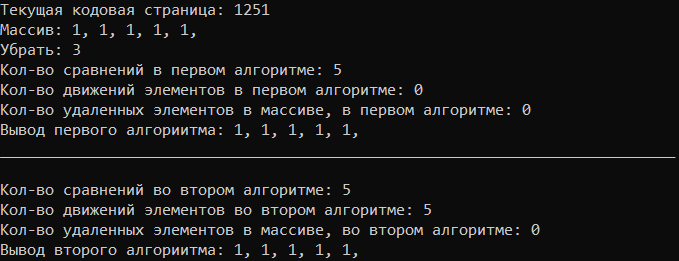 Текущая кодовая страница: 1251
Массив: 1, 1, 1, 1, 1,
Убрать: 3
Кол-во сравнений в первом алгоритме: 5
Кол-во движений элементов в первом алгоритме: 0
Кол-во удаленных элементов в массиве, в первом алгоритме: 0
Вывод первого алгориитма: 1, 1, 1, 1, 1,
Кол-во сравнений во втором алгоритме: 5
Кол-во движений элементов во втором алгоритме: 5
Кол-во удаленных элементов в массиве, во втором алгоритме: 0
Вывод второго алгориитма: 1, 1, 1, 1, 1,